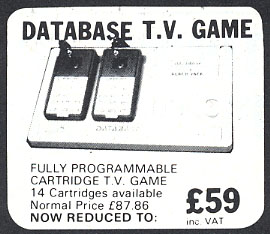 DATABASE T.V. GAME
DATABASE
FULLY PROGRAMMABLE
CARTRIDGE T.V. GAME
14 Cartridges available
Normal Price £87.86
NOW REDUCED TO:
£59
inc. VAT